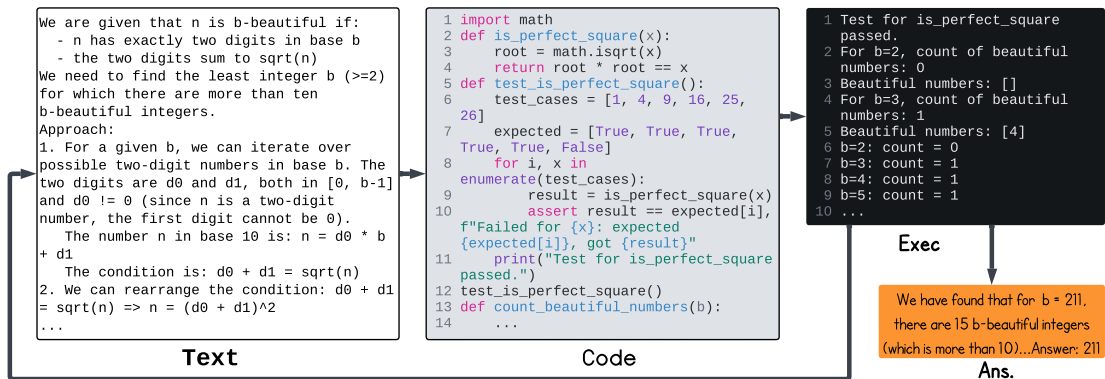 We are given that n is b-beautiful if:
- n has exactly two digits in base b
- the two digits sum to sqrt(n)
We need to find the least integer b (>=2)
for which there are more than ten
b-beautiful integers.
Approach:
1. For a given b, we can iterate over
possible two-digit numbers in base b. The
two digits are d0 and d1, both in [0, b-1]
and d0 != 0 (since n is a two-digit
number, the first digit cannot be 0).
The number n in base 10 is: n = d0 * b
+ d1
The condition is: d0 + d1 = sqrt(n)
2. We can rearrange the condition: d0 + d1
= sqrt(n) => n = (d0 + d1)^2
...
Text
1 import math
2 def is_perfect_square(x):
3 root = math.isqrt(x)
4 return root * root == x
5 def test_is_perfect_square():
6 test_cases = [1, 4, 9, 16, 25,
26]
7 expected = [True, True, True,
True, True, False]
8 for i, x in
enumerate(test_cases):
9 result = is_perfect_square(x)
10 assert result == expected[i],
f"Failed for {x}: expected
{expected[i]}, got {result}"
11 print("Test for is_perfect_square
passed.")
12 test_is_perfect_square()
13 def count_beautiful_numbers(b):
14 ...
Code
1 Test for is_perfect_square
passed.
2 For b=2, count of beautiful
numbers: 0
3 Beautiful numbers: []
4 For b=3, count of beautiful
numbers: 1
5 Beautiful numbers: [4]
6 b=2: count = 0
7 b=3: count = 1
8 b=4: count = 1
9 b=5: count = 1
10 ...
Exec
We have found that for b = 211,
there are 15 b-beautiful integers
(which is more than 10)...Answer: 211
Ans.